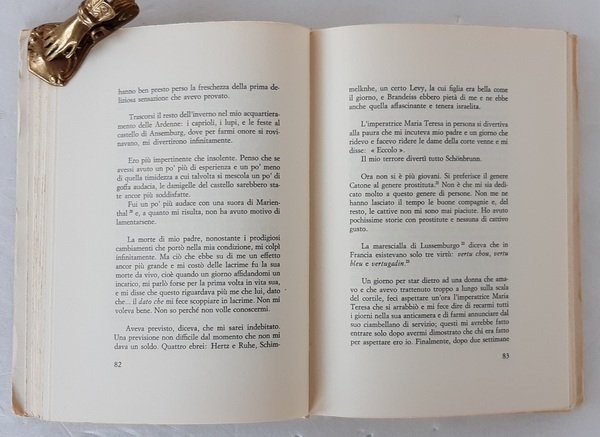 hanno ben presto perso la freschezza della prima de-
liziosa sensazione che avevo provato.
Trascorsi il resto dell'inverno nel mio acquartiera-
mento delle Ardenne: i caprioli, i lupi, e le feste al
castello di Ansemburg, dove per farmi onore si rovi-
navano, mi divertirono infinitamente.
Ero più impertinente che insolente. Penso che se
avessi avuto un po' più di esperienza e un po' meno
di quella timidezza a cui talvolta si mescola un po' di
goffa audacia, le damigelle del castello sarebbero sta-
te ancor più soddisfatte.
Fui un po' più audace con una suora di Marien-
thal e, a quanto mi risulta, non ha avuto motivo di
lamentarsene.
La morte di mio padre, nonostante i prodigiosi
cambiamenti che portò nella mia condizione, mi colpì
infinitamente. Ma ciò che ebbe su di me un effetto
ancor più grande e mi costò delle lacrime fu la sua
morte da vivo, cioè quando un giorno affidandomi un
incarico, mi parlò forse per la prima volta in vita sua,
e mi disse che questo riguardava più me che lui, dato
che... il dato che mi fece scoppiare in lacrime. Non mi
voleva bene. Non so perché non volle conoscermi.
Aveva previsto, diceva, che mi sarei indebitato.
Una previsione non difficile dal momento che non mi
dava un soldo. Quattro ebrei: Hertz e Ruhe, Schim-
82
melknhe, un certo Levy, la cui figlia era bella come
il giorno, e Brandeiss ebbero pietà di me e ne ebbe
anche quella affascinante e tenera israelita.
L'imperatrice Maria Teresa in persona si divertiva
alla paura che mi incuteva mio padre e un giorno che
ridevo e facevo ridere le dame della corte venne e mi
disse: « Eccolo ».
Il mio terrore divertì tutto Schönbrunn.
Ora non si è più giovani. Si preferisce il genere
Catone al genere prostituta. Non è che mi sia dedi-
cato molto a questo genere di persone. Non me ne
hanno lasciato il tempo le buone compagnie e, del
resto, le cattive non mi sono mai piaciute. Ho avuto
pochissime storie con prostitute e nessuna di cattivo
gusto.
La marescialla di Lussemburgo diceva che in
Francia esistevano solo tre virtù: vertu chou, vertu
bleu e vertugadin.
Un giorno per star dietro ad una donna che ama-
vo e che avevo trattenuto troppo a lungo sulla scala
del cortile, feci aspettare un'ora l'imperatrice Maria
Teresa che si arrabbiò e mi fece dire di recarmi tutti
i giorni nella sua anticamera e di farmi annunciare dal
suo ciambellano di servizio; questi mi avrebbe fatto
entrare solo dopo avermi dimostrato che chi era fatto
per aspettare ero io. Finalmente, dopo due settimane
83